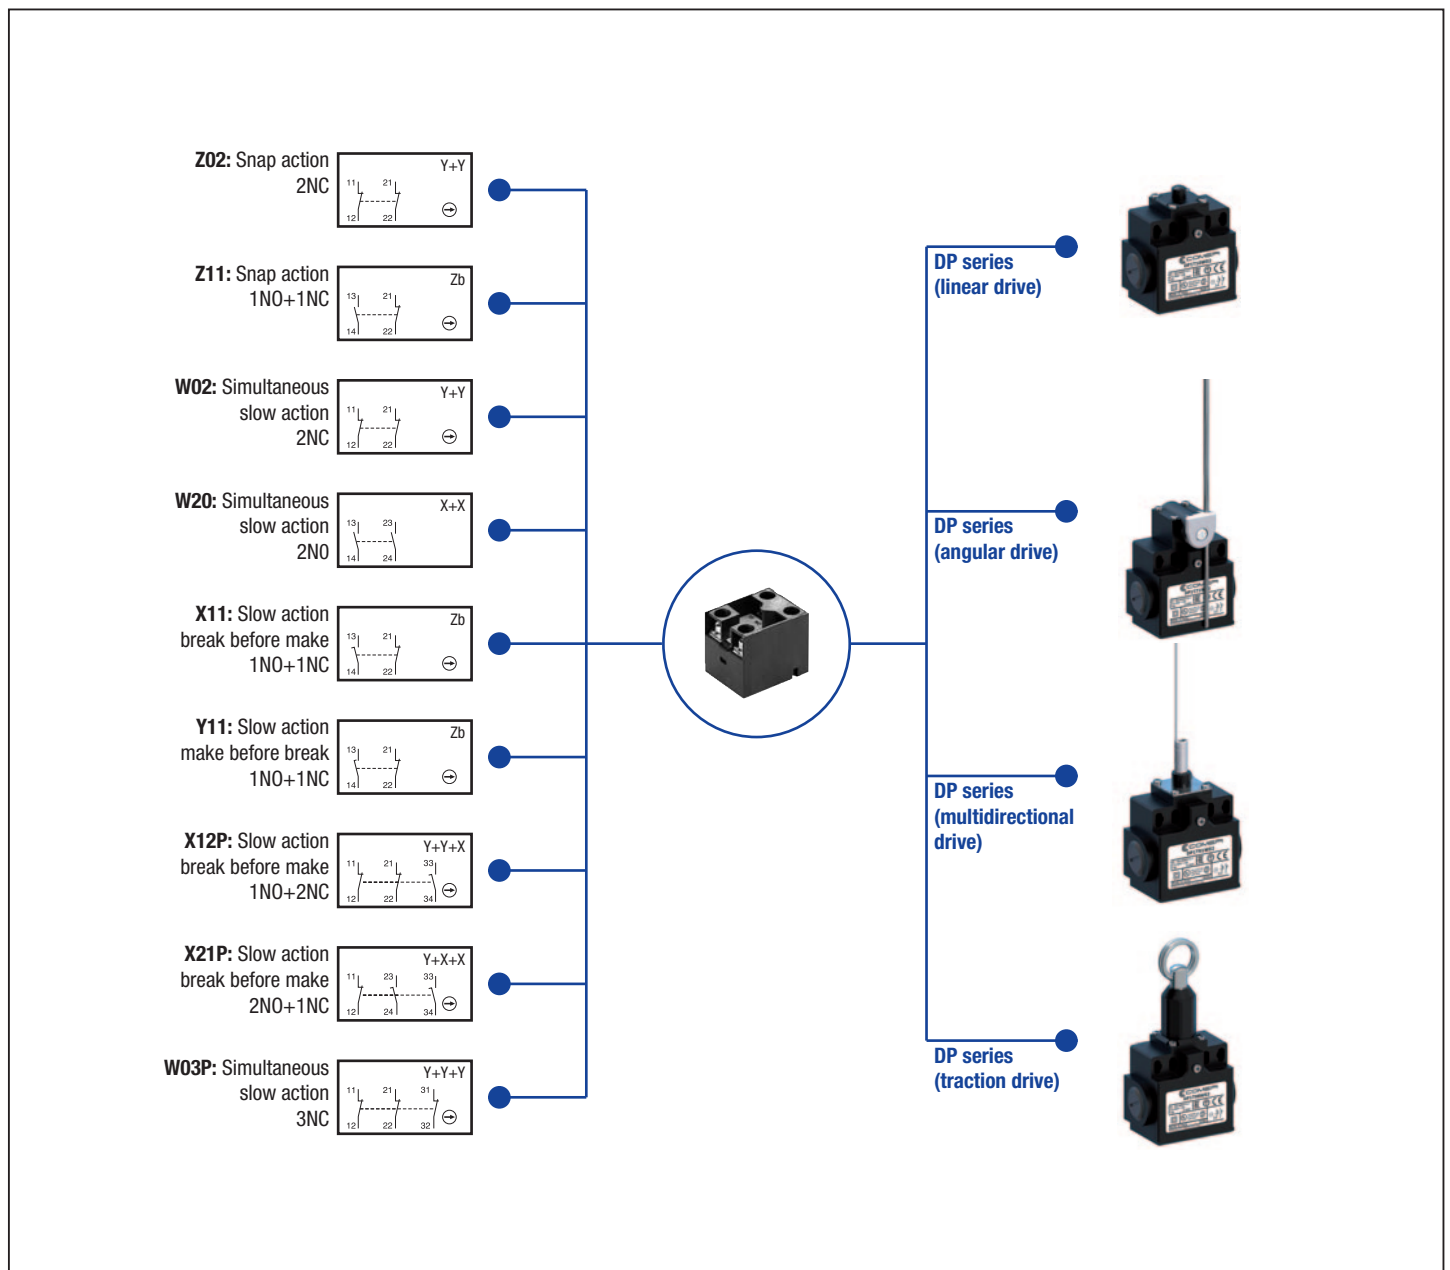 Z02: Snap action
2NC
Y+Y
11 21
12 22
Z11: Snap action
1NO+1NC
Zb
13 21
14 22
W02: Simultaneous
slow action
2NC
Y+Y
11 21
12 22
W20: Simultaneous
slow action
2NO
X+X
13 23
14 24
X11: Slow action
break before make
1NO+1NC
Zb
13 21
14 22
Y11: Slow action
make before break
1NO+1NC
Zb
13 21
14 22
X12P: Slow action
break before make
1NO+2NC
Y+Y+X
11 21 33
12 22 34
X21P: Slow action
break before make
2NO+1NC
Y+X+X
11 23 33
12 24 34
W03P: Simultaneous
slow action
3NC
Y+Y+Y
11 21 31
12 22 32
DP series
(linear drive)
DP series
(angular drive)
DP series
(multidirectional
drive)
DP series
(traction drive)
COMEPI
COMEPI
COMEPI
COMEPI